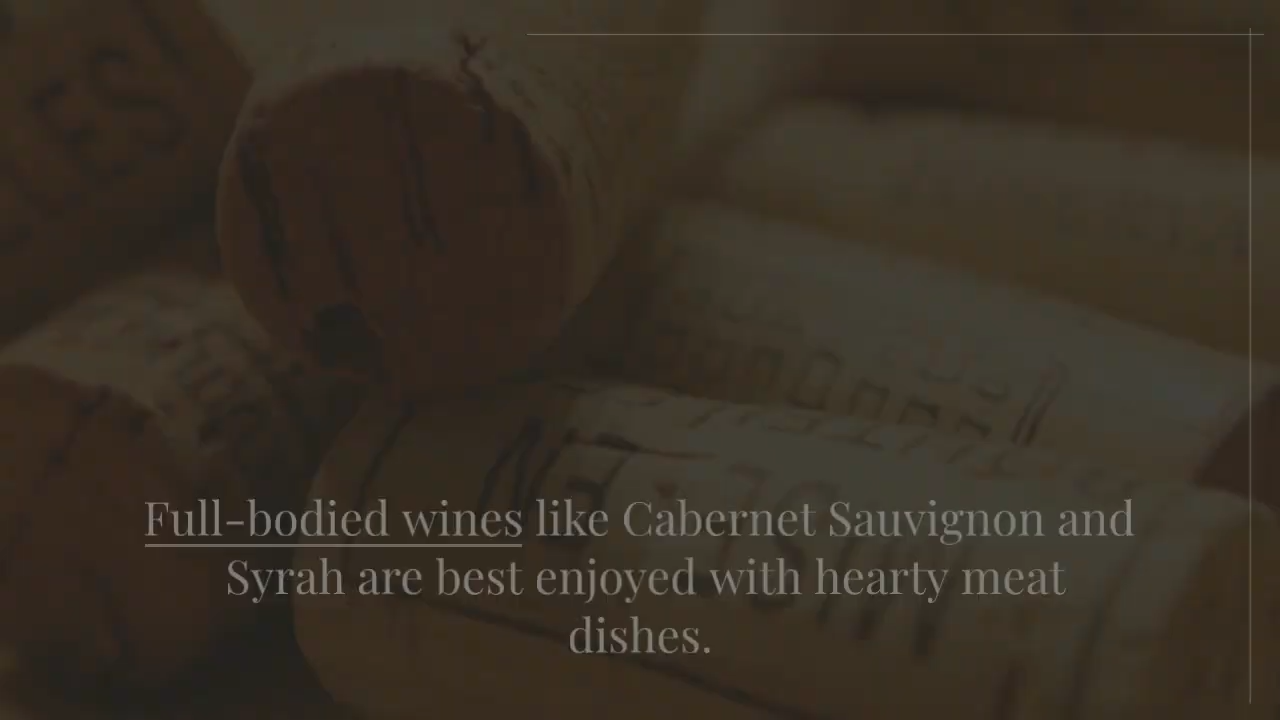 Full-bodied wines like Cabernet Sauvignon and
Syrah are best enjoyed with hearty meat
dishes.